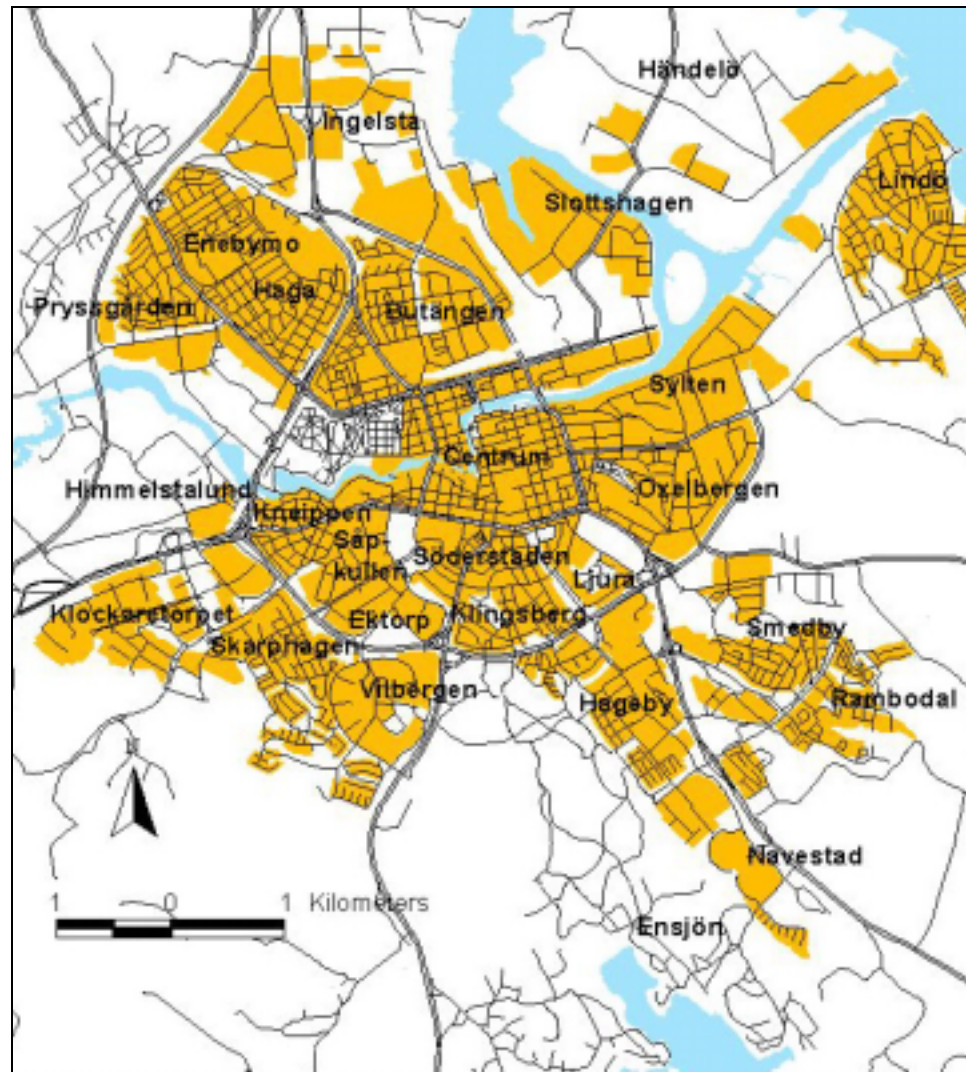 Händelö
Ingelsta
Lindö
Slottshagen
Enebymo
Haga
Pryssgården
Butängen
Sylten
Centrum
Himmelstalund
Oxelbergen
Kneippen
Sap-
kullen
Söderstaden
Ljura
Klockaretorpet
Ektorp
Klingsberg
Skarphagen
Smedby
Vilbergen
Hageby
Rambodal
N
Navestad
1 0 1 Kilometers
Ensjön